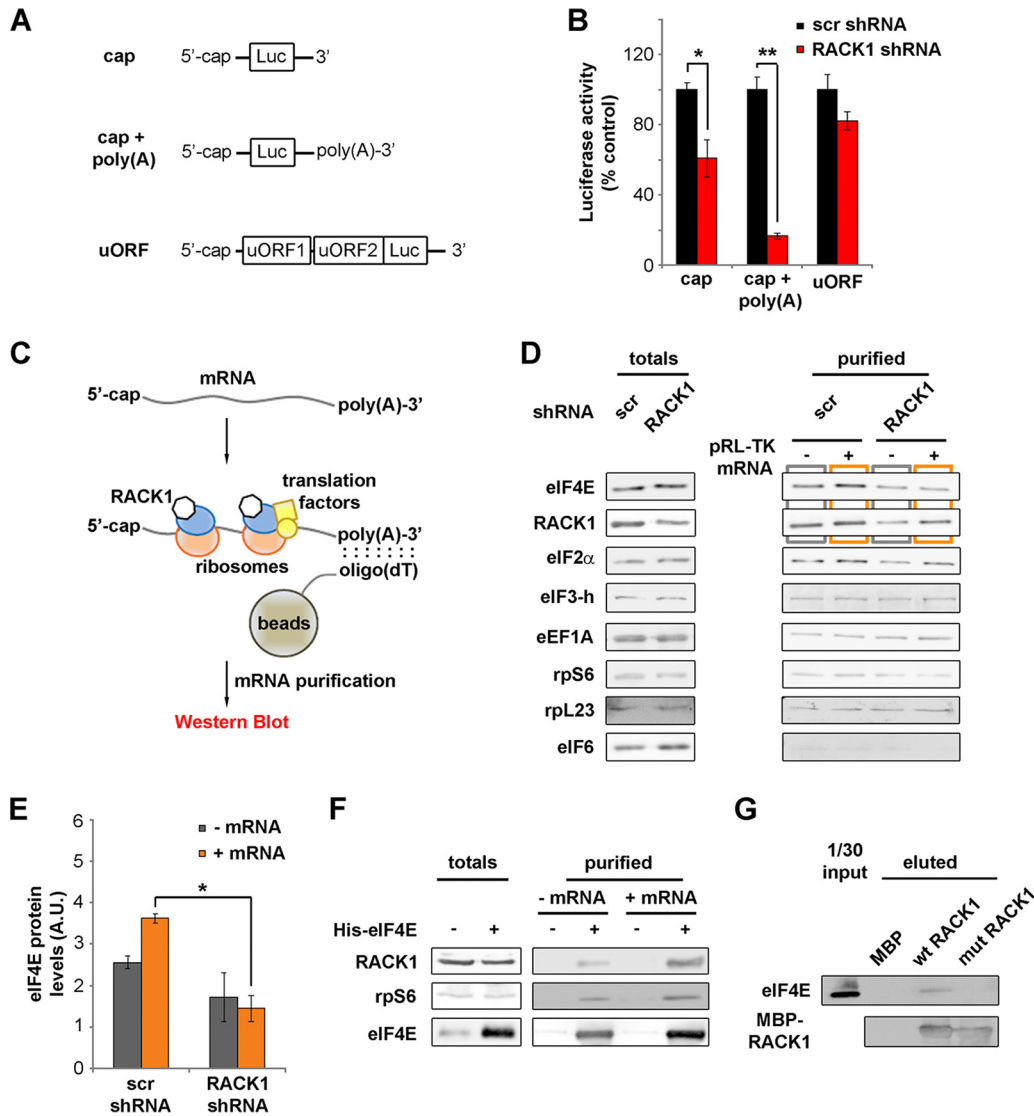 A
cap
5'-cap
Luc
3'
cap +
poly(A)
5'-cap
Luc
poly(A)-3'
uORF
5'-cap
uORF1
uORF2
Luc
3'
B
scr shRNA
RACK1 shRNA
Luciferase activity
(% control)
120
80
40
0
*
**
cap
cap +
poly(A)
uORF
C
mRNA
5'-cap
poly(A)-3'
RACK1
translation
factors
5'-cap
poly(A)-3'
ribosomes
oligo(dT)
beads
mRNA purification
Western Blot
D
totals
purified
shRNA
scr
RACK1
scr
RACK1
pRL-TK
mRNA
- + - +
eIF4E
RACK1
eIF2α
eIF3-h
eEF1A
rpS6
rpL23
eIF6
E
- mRNA
+ mRNA
eIF4E protein
levels (A.U.)
6
5
4
3
2
1
0
*
scr
shRNA
RACK1
shRNA
F
totals
purified
- mRNA
+ mRNA
His-eIF4E
- + - + - +
RACK1
rpS6
eIF4E
G
1/30
input
eluted
MBP
wt RACK1
mut RACK1
eIF4E
MBP-
RACK1